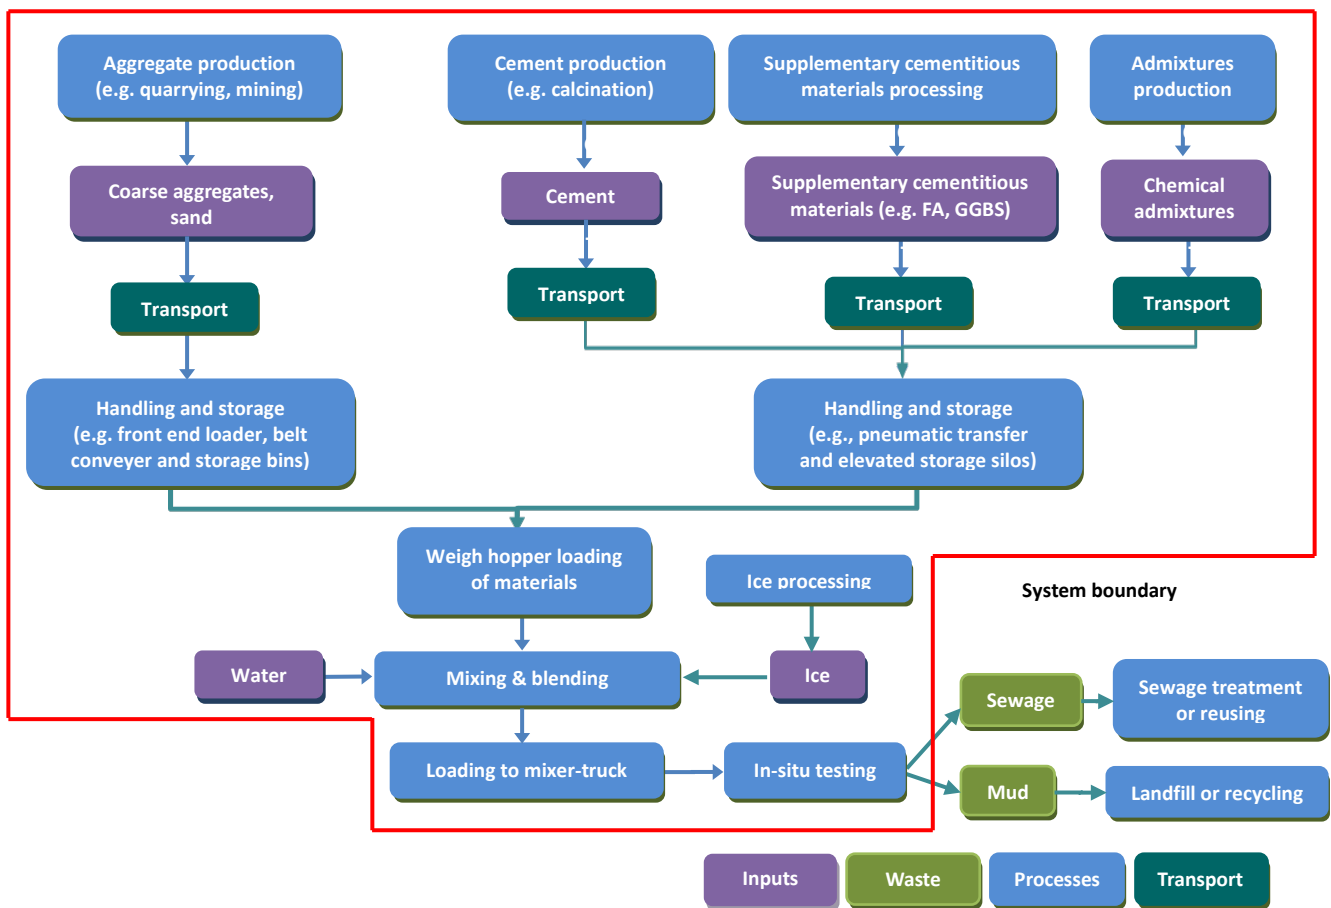 Aggregate production
(e.g. quarrying, mining)
Cement production
(e.g. calcination)
Supplementary cementitious
materials processing
Admixtures
production
Coarse aggregates,
sand
Cement
Supplementary cementitious
materials (e.g. FA, GGBS)
Chemical
admixtures
Transport
Transport
Transport
Transport
Handling and storage
(e.g. front end loader, belt
conveyer and storage bins)
Handling and storage
(e.g., pneumatic transfer
and elevated storage silos)
Weigh hopper loading
of materials
Ice processing
System boundary
Water
Mixing & blending
Ice
Sewage
Sewage treatment
or reusing
Loading to mixer-truck
In-situ testing
Mud
Landfill or recycling
Inputs
Waste
Processes
Transport